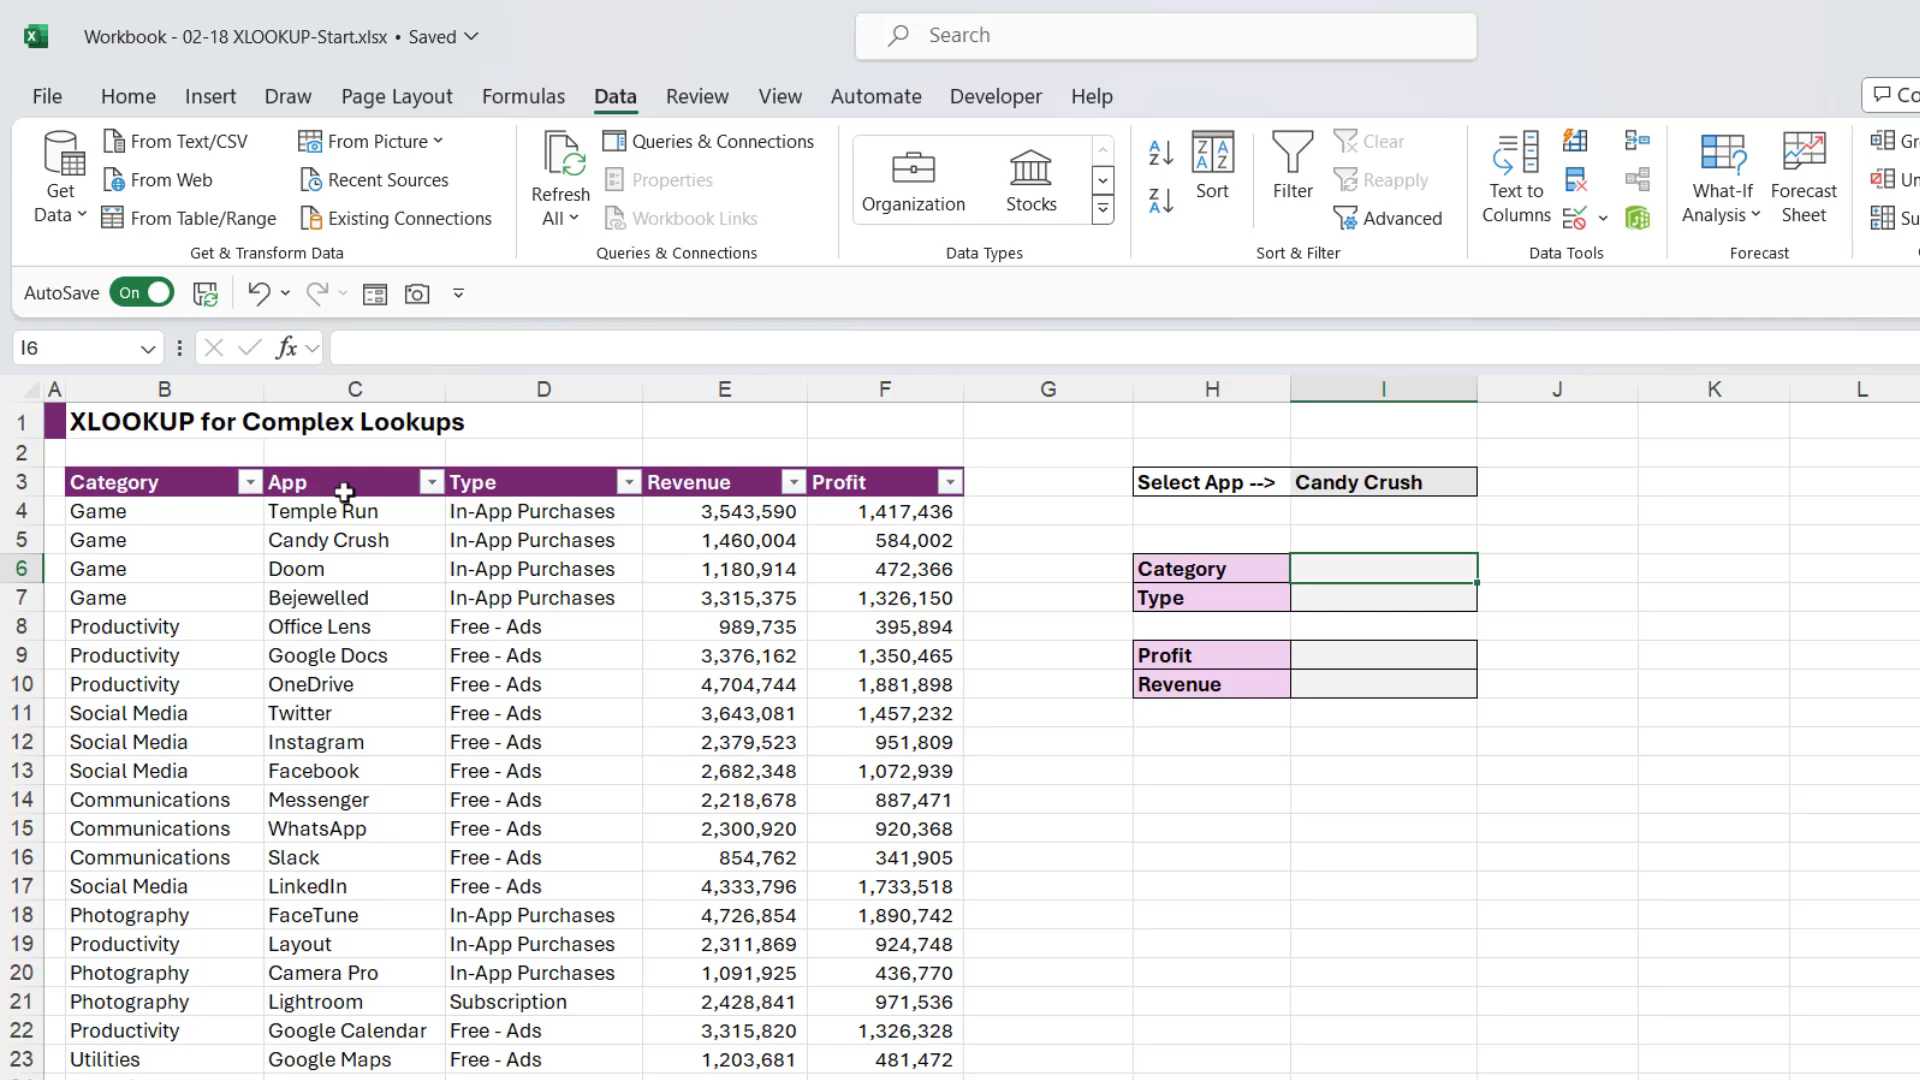 Workbook - 02-18 XLOOKUP-Start.xlsx • Saved
Search
File Home Insert Draw Page Layout Formulas Data Review View Automate Developer Help
Get Data
From Text/CSV
From Web
From Table/Range
From Picture
Recent Sources
Existing Connections
Get & Transform Data
Refresh All
Queries & Connections
Properties
Workbook Links
Queries & Connections
Organization
Stocks
Data Types
Sort
Filter
Clear
Reapply
Advanced
Sort & Filter
Text to Columns
Data Tools
What-If Analysis
Forecast Sheet
Forecast
AutoSave On
I6
fx
A B C D E F G H I J K L
1 XLOOKUP for Complex Lookups
2
3 Category App Type Revenue Profit Select App --> Candy Crush
4 Game Temple Run In-App Purchases 3,543,590 1,417,436
5 Game Candy Crush In-App Purchases 1,460,004 584,002
6 Game Doom In-App Purchases 1,180,914 472,366 Category
7 Game Bejewelled In-App Purchases 3,315,375 1,326,150 Type
8 Productivity Office Lens Free - Ads 989,735 395,894
9 Productivity Google Docs Free - Ads 3,376,162 1,350,465 Profit
10 Productivity OneDrive Free - Ads 4,704,744 1,881,898 Revenue
11 Social Media Twitter Free - Ads 3,643,081 1,457,232
12 Social Media Instagram Free - Ads 2,379,523 951,809
13 Social Media Facebook Free - Ads 2,682,348 1,072,939
14 Communications Messenger Free - Ads 2,218,678 887,471
15 Communications WhatsApp Free - Ads 2,300,920 920,368
16 Communications Slack Free - Ads 854,762 341,905
17 Social Media LinkedIn Free - Ads 4,333,796 1,733,518
18 Photography FaceTune In-App Purchases 4,726,854 1,890,742
19 Productivity Layout In-App Purchases 2,311,869 924,748
20 Photography Camera Pro In-App Purchases 1,091,925 436,770
21 Photography Lightroom Subscription 2,428,841 971,536
22 Productivity Google Calendar Free - Ads 3,315,820 1,326,328
23 Utilities Google Maps Free - Ads 1,203,681 481,472